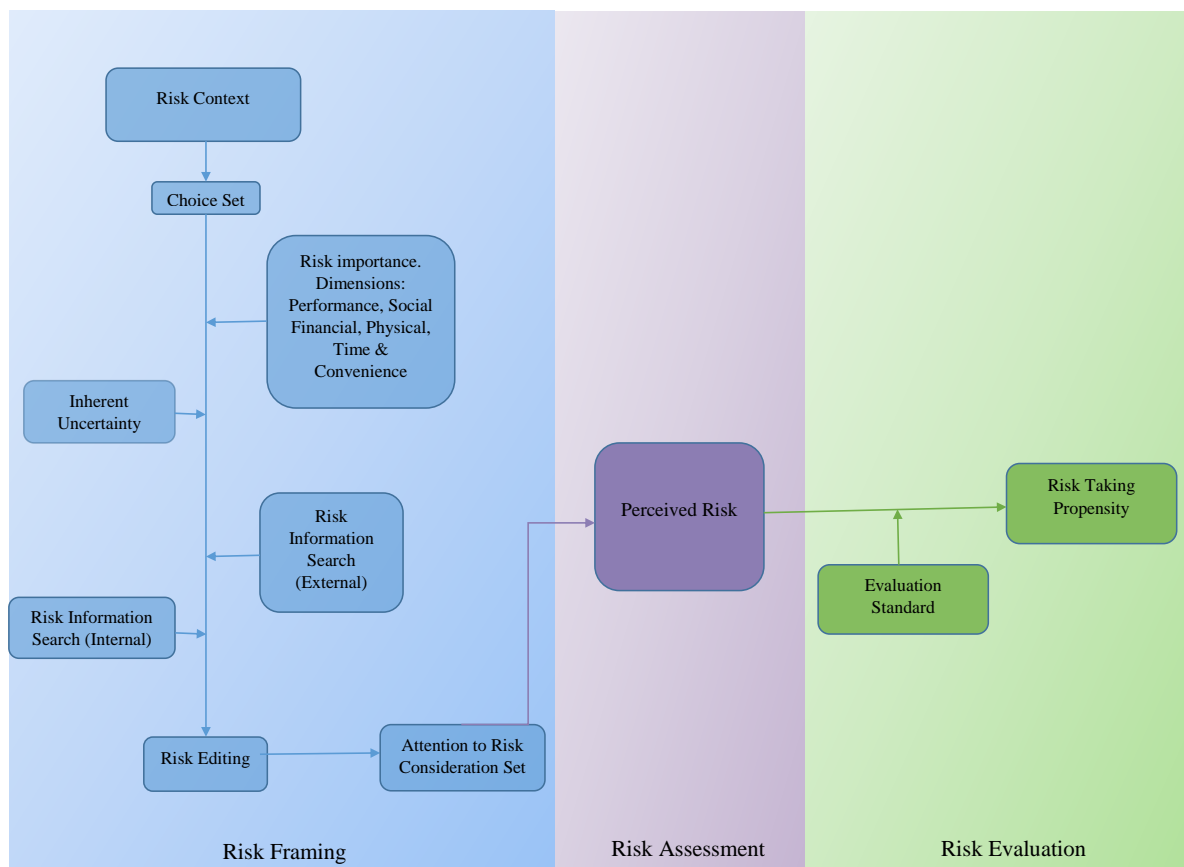 Risk Context
Choice Set
Risk importance.
Dimensions:
Performance, Social
Financial, Physical,
Time &
Convenience
Inherent
Uncertainty
Risk
Information
Search
(External)
Risk Information
Search (Internal)
Risk Editing
Attention to Risk
Consideration Set
Perceived Risk
Risk Taking
Propensity
Evaluation
Standard
Risk Framing
Risk Assessment
Risk Evaluation